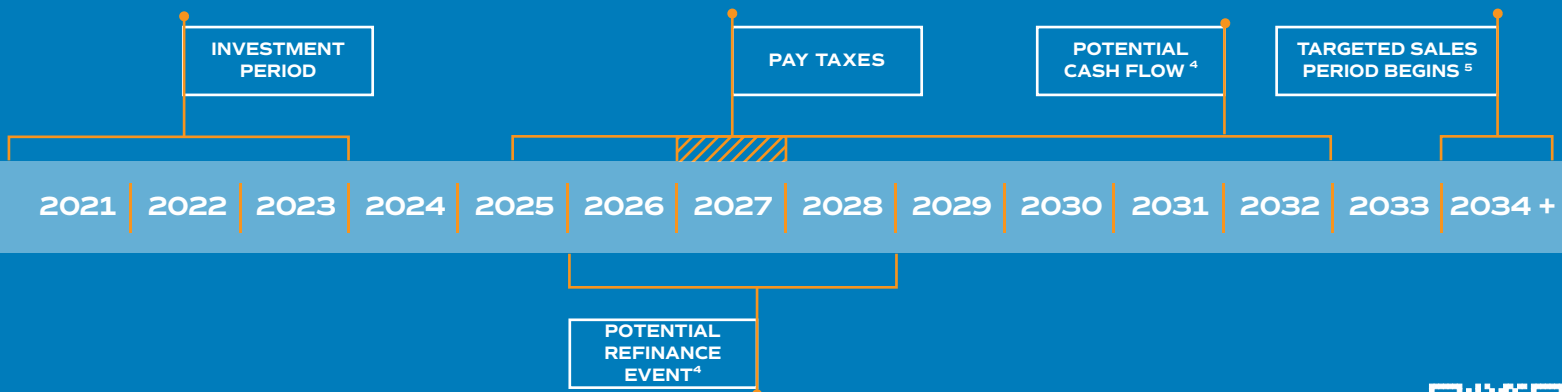 INVESTMENT
PERIOD
PAY TAXES
POTENTIAL
CASH FLOW 4
TARGETED SALES
PERIOD BEGINS 5
2021 2022 2023 2024 2025 2026 2027 2028 2029 2030 2031 2032 2033 2034 +
POTENTIAL
REFINANCE
EVENT4